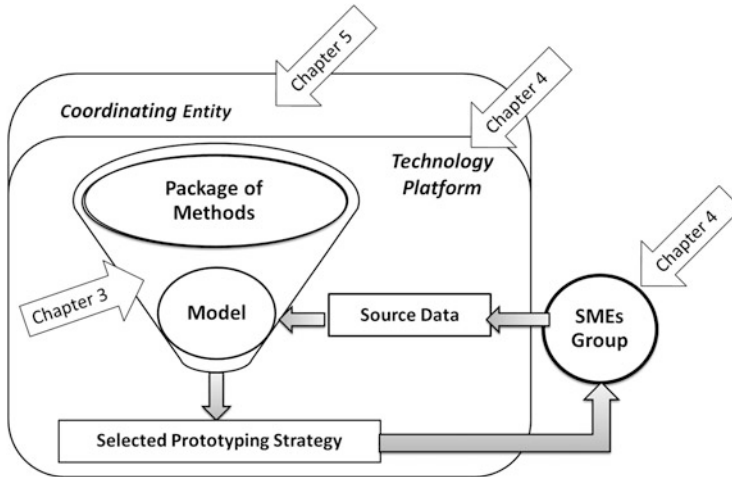 Chapter 5
Chapter 4
Coordinating Entity
Technology
Platform
Package of
Methods
Chapter 4
Chapter 3
Model
Source Data
SMEs
Group
Selected Prototyping Strategy